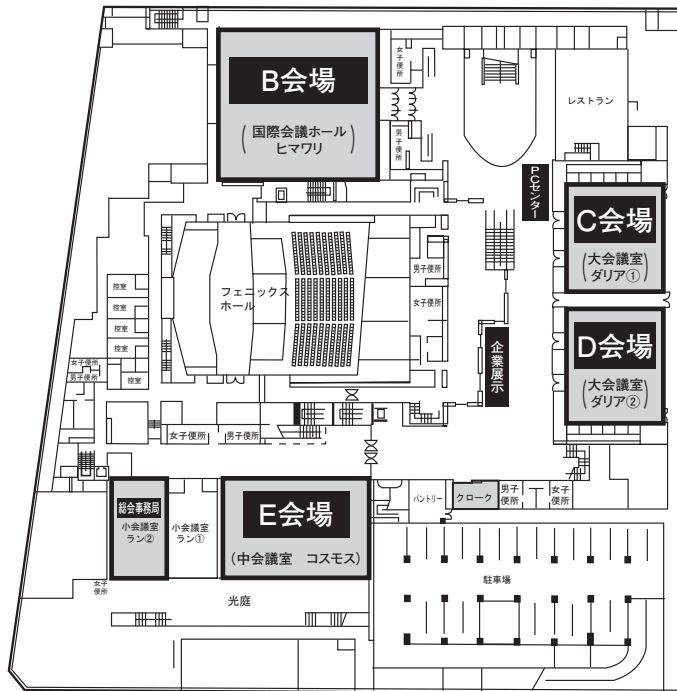 B会場
(国際会議ホール
ヒマワリ)
女子便所
男子便所
レストラン
PCセンター
C会場
(大会議室
ダリア①)
フェニックス
ホール
男子便所
女子便所
控室
控室
控室
控室
控室
女子便所
男子便所
企業展示
D会場
(大会議室
ダリア②)
女子便所
男子便所
総会事務局
小会議室
ラン②
小会議室
ラン①
E会場
(中会議室 コスモス)
パントリー
クローク
男子
便所
女子
便所
女子
便所
光庭
駐車場